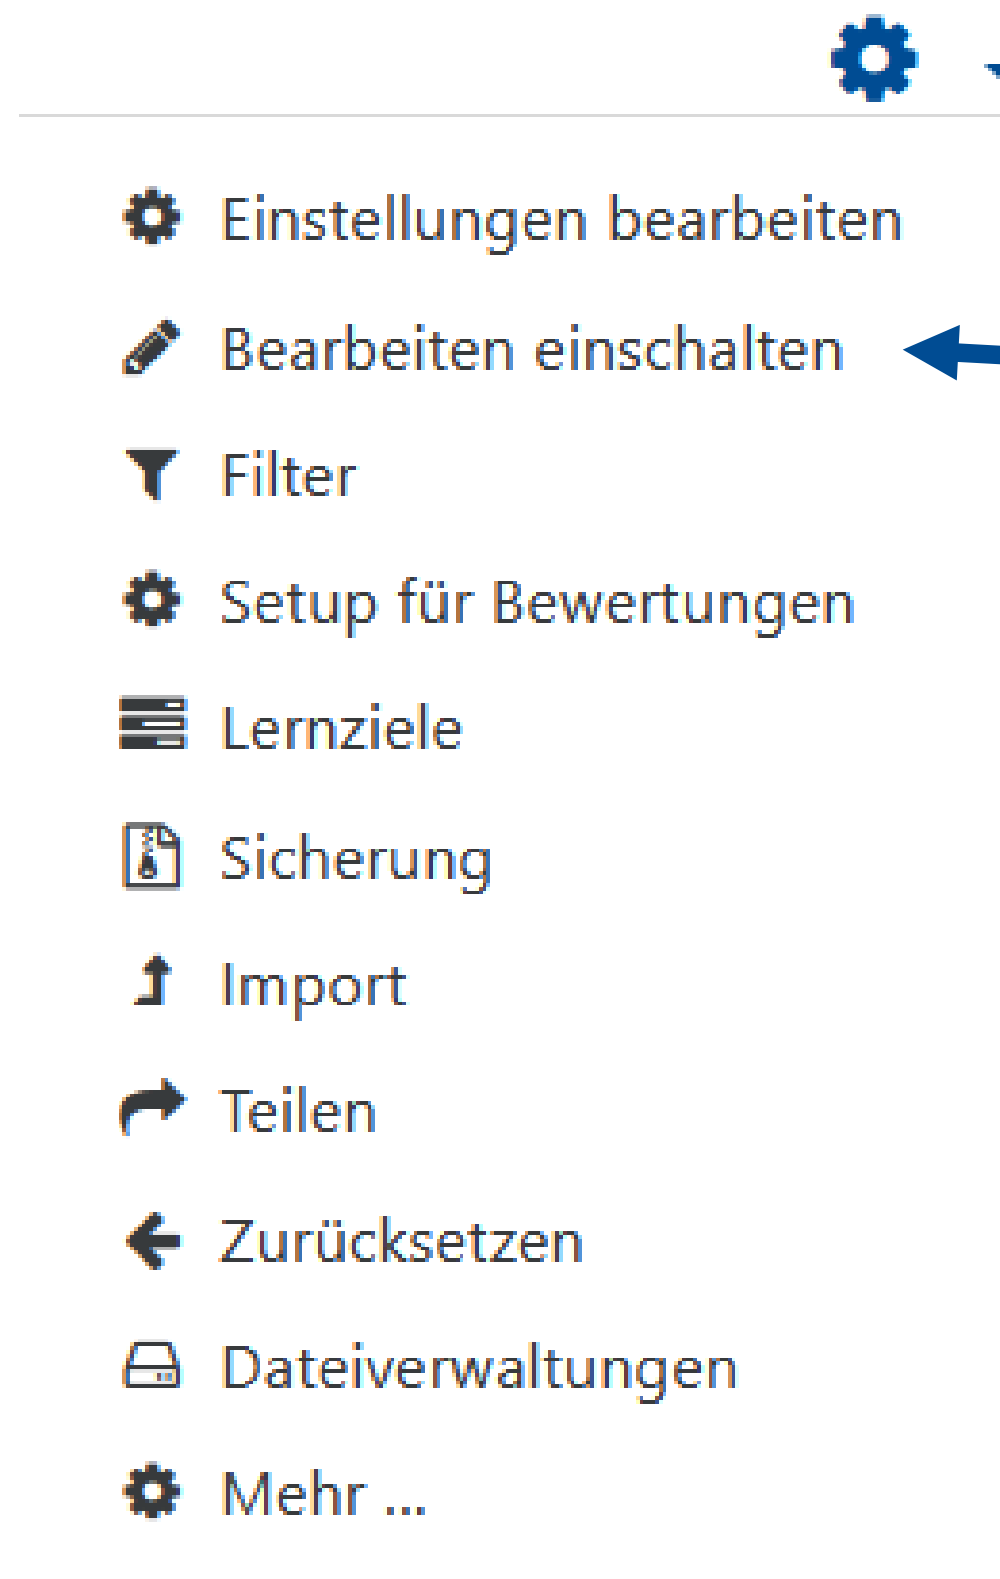 Einstellungen bearbeiten
Bearbeiten einschalten
Filter
Setup für Bewertungen
Lernziele
Sicherung
Import
Teilen
Zurücksetzen
Dateiverwaltungen
Mehr ...